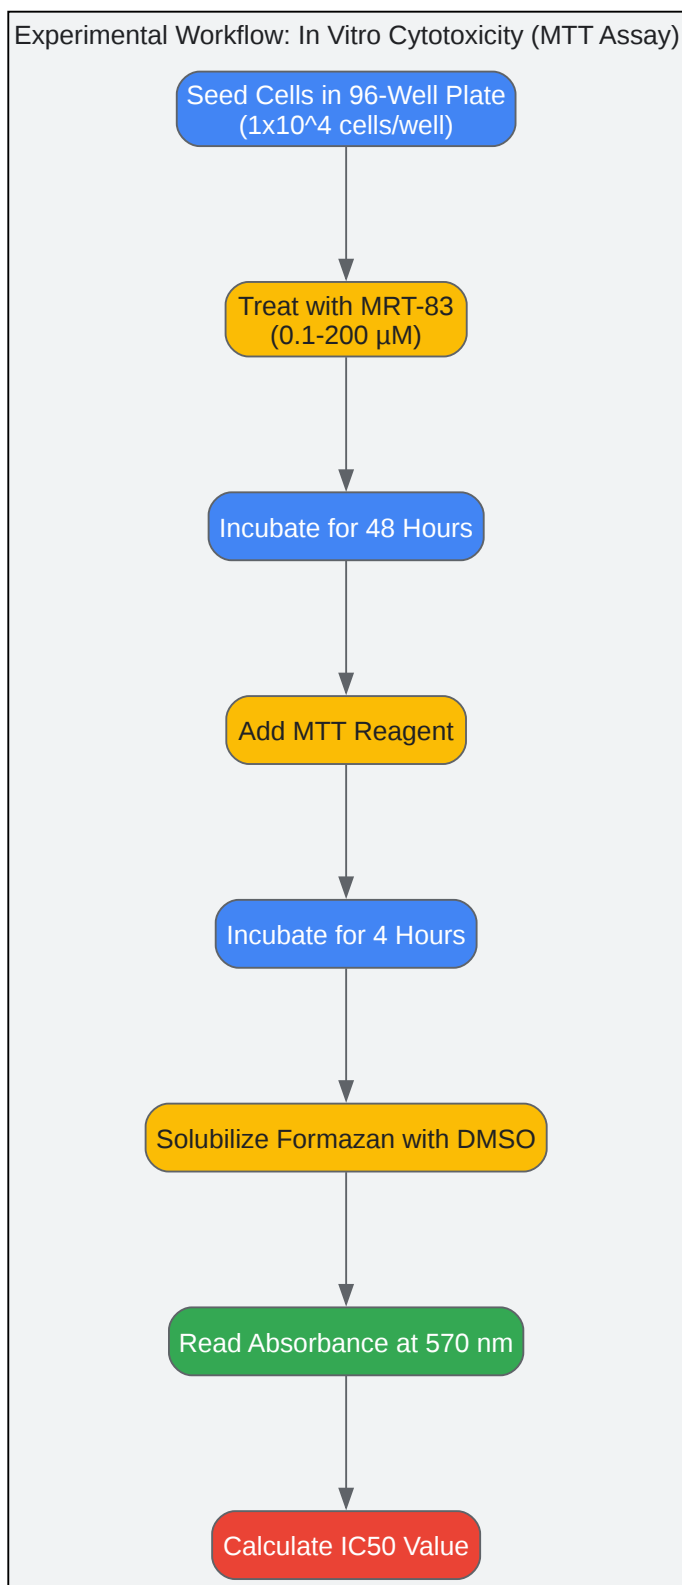 Experimental Workflow: In Vitro Cytotoxicity (MTT Assay)
Seed Cells in 96-Well Plate
(1x10^4 cells/well)
Treat with MRT-83
(0.1-200 µM)
Incubate for 48 Hours
Add MTT Reagent
Incubate for 4 Hours
Solubilize Formazan with DMSO
Read Absorbance at 570 nm
Calculate IC50 Value